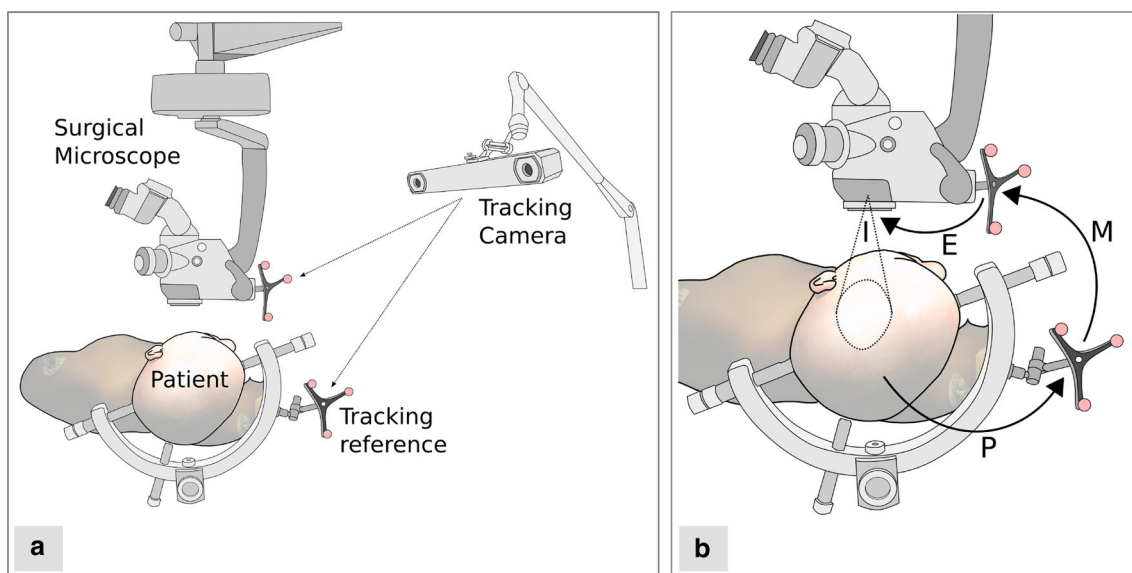 Surgical
Microscope
Tracking
Camera
Patient
Tracking
reference
a
I
E
M
P
b